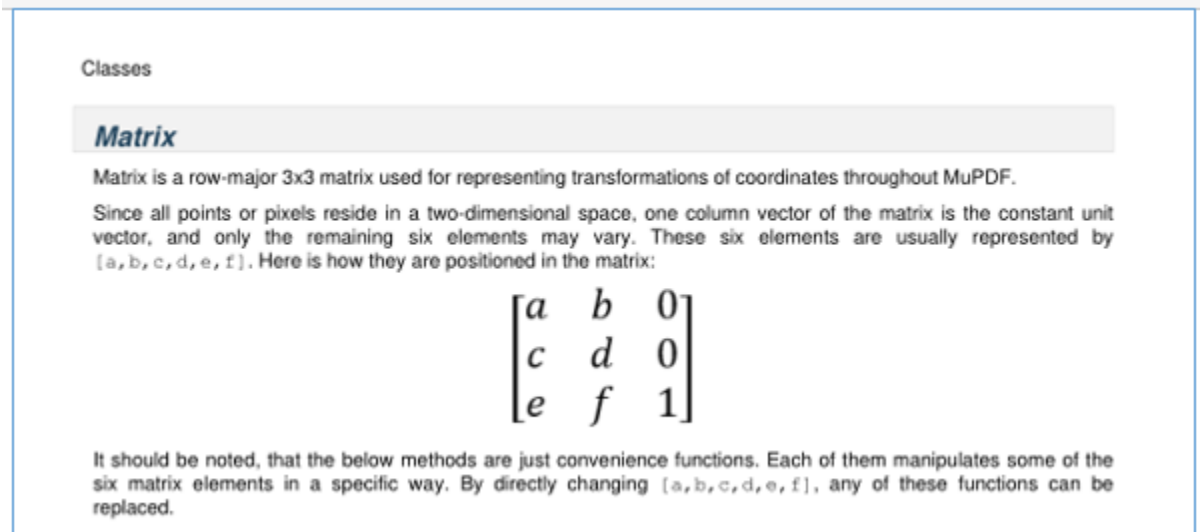 Classes
Matrix
Matrix is a row-major 3x3 matrix used for representing transformations of coordinates throughout MuPDF.
Since all points or pixels reside in a two-dimensional space, one column vector of the matrix is the constant unit
vector, and only the remaining six elements may vary. These six elements are usually represented by
[a,b,c,d,e,f]. Here is how they are positioned in the matrix:
a b 0
c d 0
e f 1
It should be noted, that the below methods are just convenience functions. Each of them manipulates some of the
six matrix elements in a specific way. By directly changing [a,b,c,d,e,f], any of these functions can be
replaced.